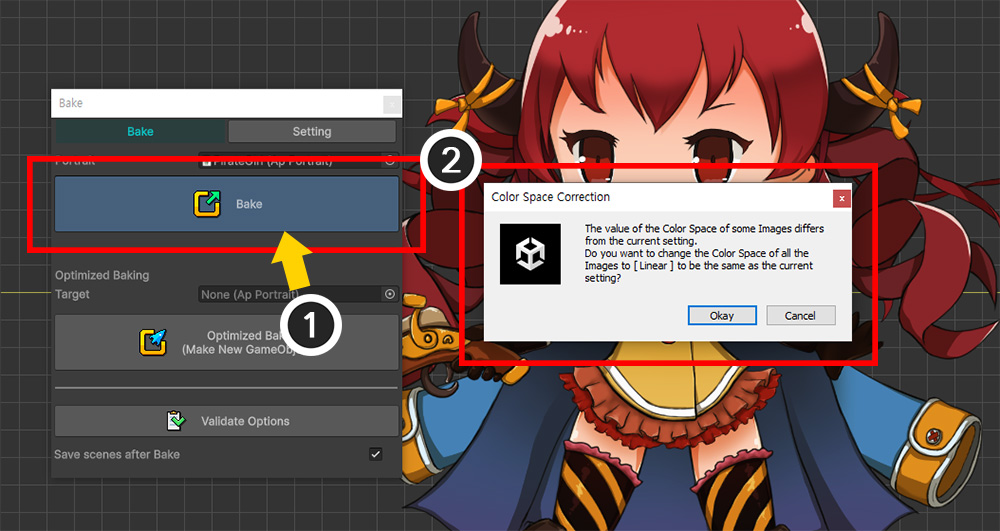 Bake
x
Bake
Setting
Portrait
PirateGirl (Ap Portrait)
Bake
Optimized Baking
Target
None (Ap Portrait)
Optimized
(Make New
Validate Options
Save scenes after Bake
1
2
Color Space Correction
x
The value of the Color Space of some Images differs
from the current setting.
Do you want to change the Color Space of all the
Images to [ Linear ] to be the same as the current
setting?
Okay
Cancel